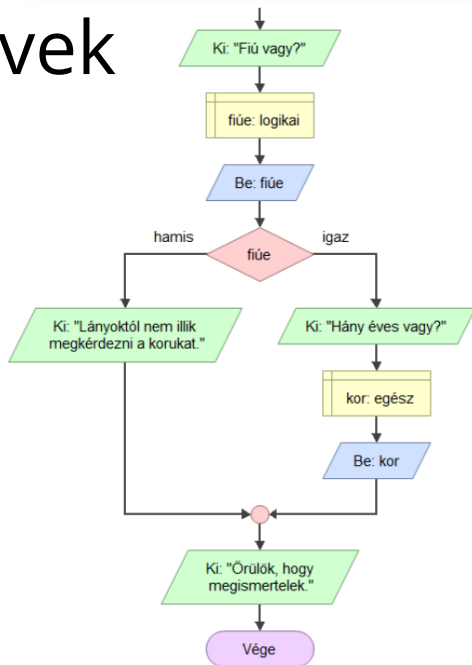 vek
Ki: "Fiú vagy?"
fiúe: logikai
Be: fiúe
hamis
igaz
fiúe
Ki: "Lányoktól nem illik
megkérdezni a korukat."
Ki: "Hány éves vagy?"
kor: egész
Be: kor
Ki: "Örülök, hogy
megismertelek."
Vége